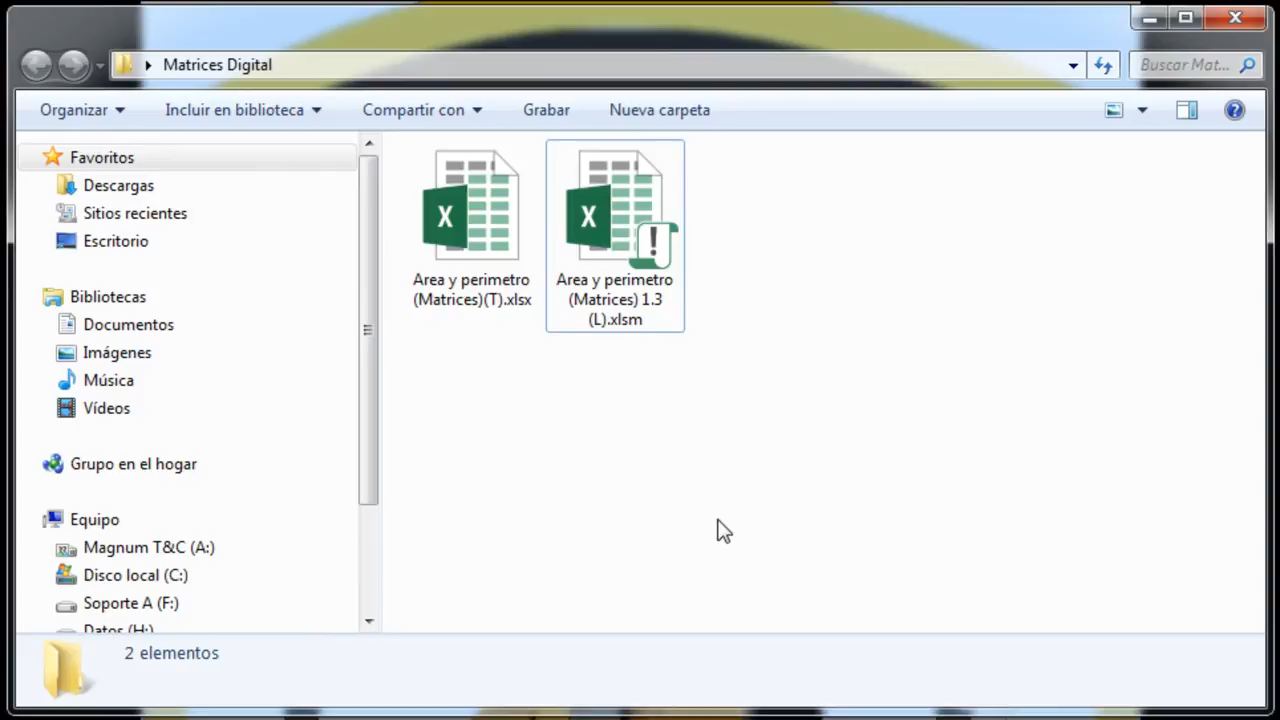 Matrices Digital
Buscar Mat...
Organizar
Incluir en biblioteca
Compartir con
Grabar
Nueva carpeta
Favoritos
Descargas
Sitios recientes
Escritorio
Bibliotecas
Documentos
Imágenes
Música
Vídeos
Grupo en el hogar
Equipo
Magnum T&C (A:)
Disco local (C:)
Soporte A (F:)
Datos (H:)
Area y perimetro
(Matrices)(T).xlsx
Area y perimetro
(Matrices) 1.3
(L).xlsm
2 elementos